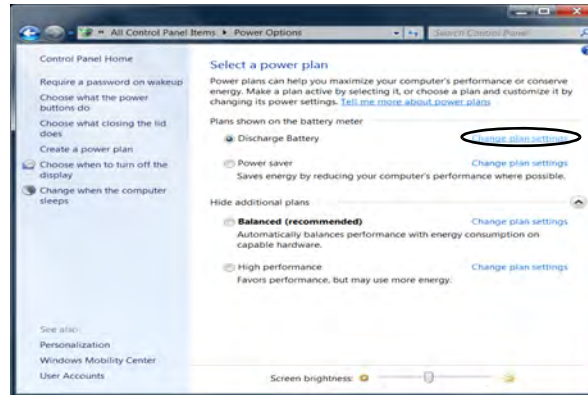 « All Control Panel Items ▸ Power Options
Search Control Panel
Control Panel Home
Require a password on wakeup
Choose what the power
buttons do
Choose what closing the lid
does
Create a power plan
Choose when to turn off the
display
Change when the computer
sleeps
See also
Personalization
Windows Mobility Center
User Accounts
Select a power plan
Power plans can help you maximize your computer's performance or conserve
energy. Make a plan active by selecting it, or choose a plan and customize it by
changing its power settings. Tell me more about power plans
Plans shown on the battery meter
Discharge Battery Change plan settings
Power saver Change plan settings
Saves energy by reducing your computer's performance where possible.
Hide additional plans
Balanced (recommended) Change plan settings
Automatically balances performance with energy consumption on
capable hardware.
High performance Change plan settings
Favors performance, but may use more energy.
Screen brightness: